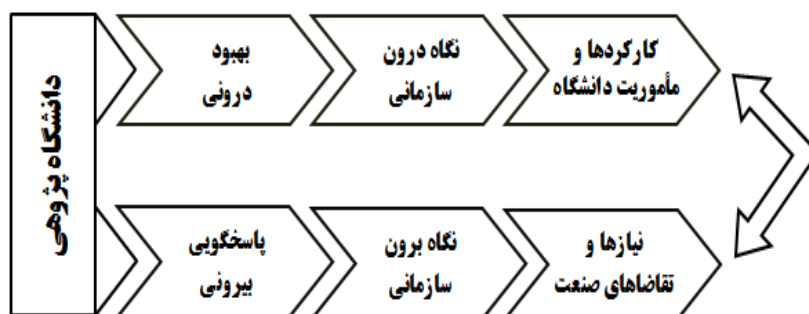 دانشگاه پژوهی
بهبود
درونی
نگاه درون
سازمانی
کارکردها و
مأموریت دانشگاه
پاسخگویی
بیرونی
نگاه برون
سازمانی
نیازها و
تقاضاهای صنعت